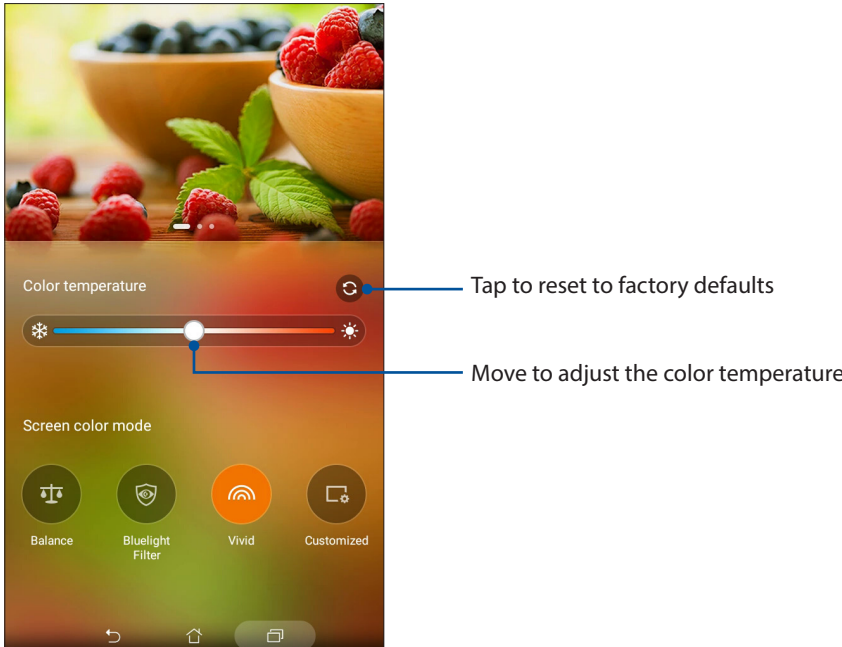 Color temperature
Tap to reset to factory defaults
Move to adjust the color temperature
Screen color mode
Balance
Bluelight
Filter
Vivid
Customized